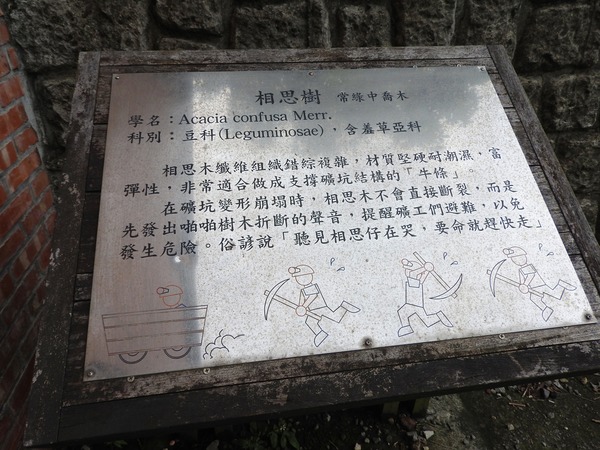 相思樹 常綠中喬木
學名：Acacia confusa Merr.
科別：豆科(Leguminosae)，含羞草亞科
相思木纖維組織錯綜複雜，材質堅硬耐潮濕，富
彈性，非常適合做成支撐礦坑結構的「牛條」。
在礦坑變形崩塌時，相思木不會直接斷裂，而是
先發出啪啪樹木折斷的聲音，提醒礦工們避難，以免
發生危險。俗諺說「聽見相思仔在哭，要命就趕快走」